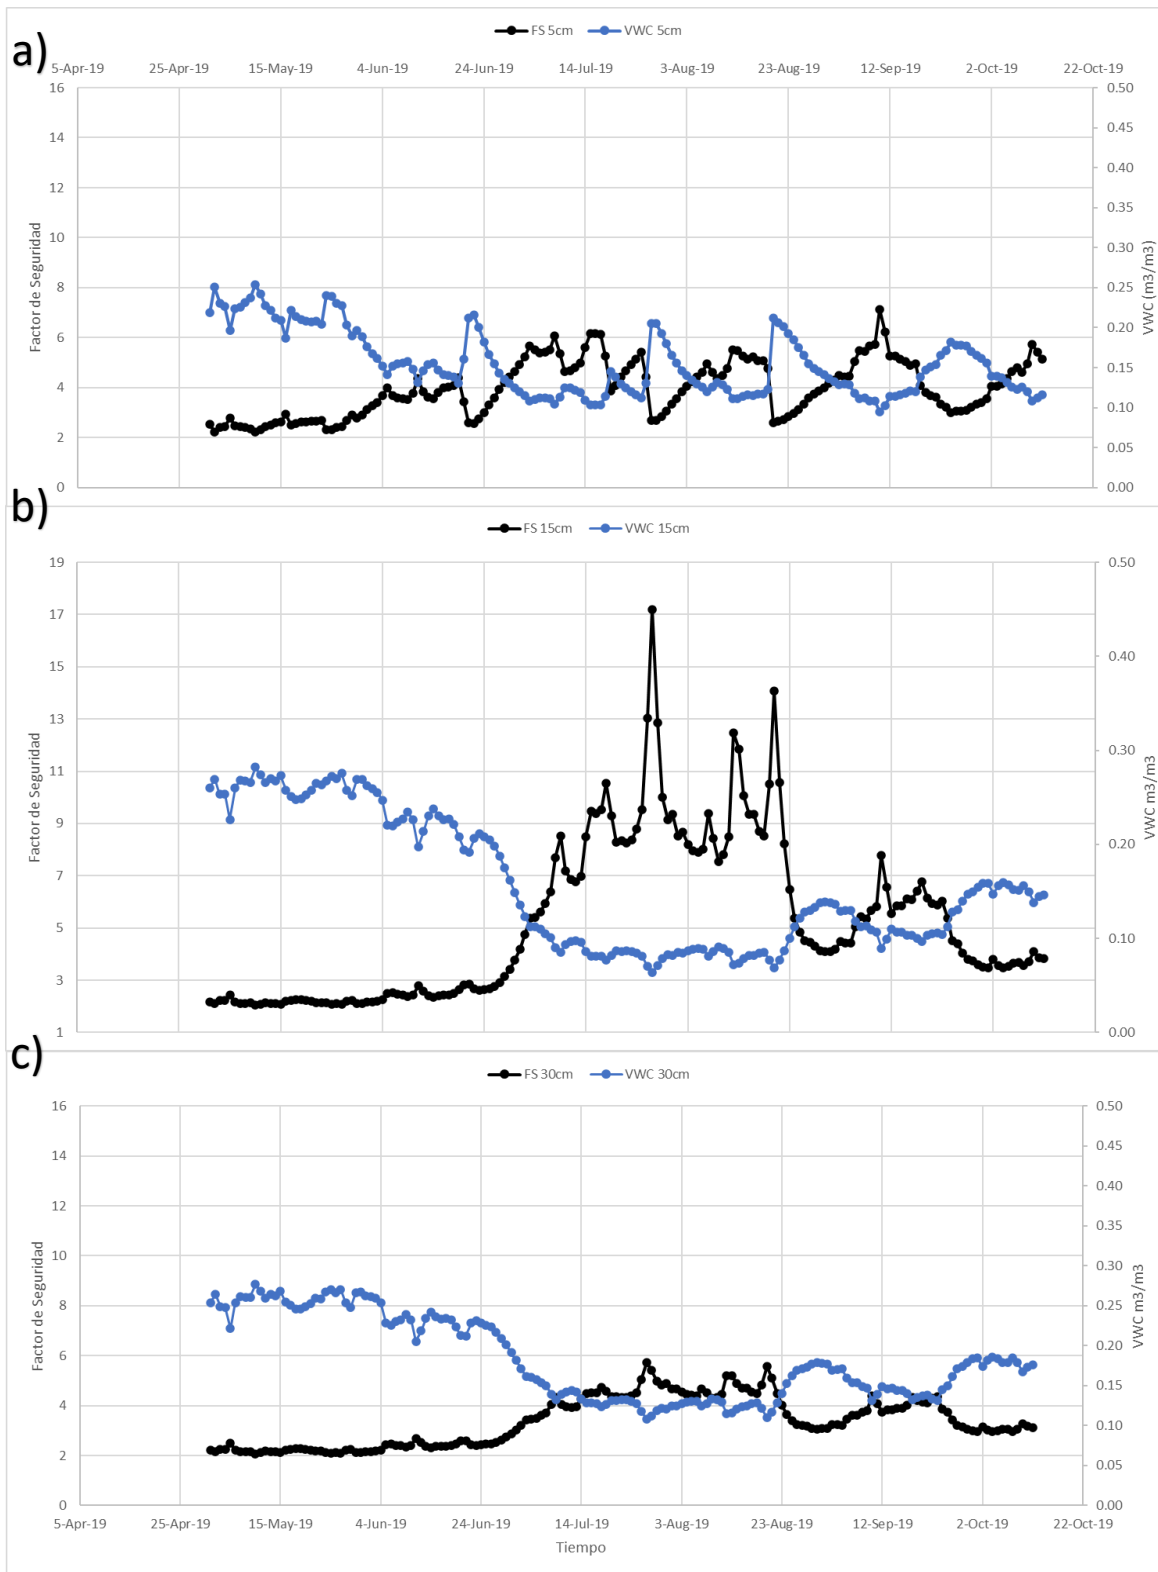 a)
FS 5cm VWC 5cm
5-Apr-19 25-Apr-19 15-May-19 4-Jun-19 24-Jun-19 14-Jul-19 3-Aug-19 23-Aug-19 12-Sep-19 2-Oct-19 22-Oct-19
16 0.50
0.45
14
0.40
12
0.35
10
0.30
8 0.25
6 0.20
0.15
4
0.10
2
0.05
0 0.00
Factor de Seguridad
VWC (m3/m3)
b)
FS 15cm VWC 15cm
19 0.50
17
15 0.40
13
11 0.30
9
0.20
7
5 0.10
3
1 0.00
Factor de Seguridad
VWC m3/m3
c)
FS 30cm VWC 30cm
16 0.50
0.45
14
0.40
12
0.35
10
0.30
8 0.25
6 0.20
0.15
4
0.10
2
0.05
0 0.00
Factor de Seguridad
VWC m3/m3
5-Apr-19 25-Apr-19 15-May-19 4-Jun-19 24-Jun-19 14-Jul-19 3-Aug-19 23-Aug-19 12-Sep-19 2-Oct-19 22-Oct-19
Tiempo